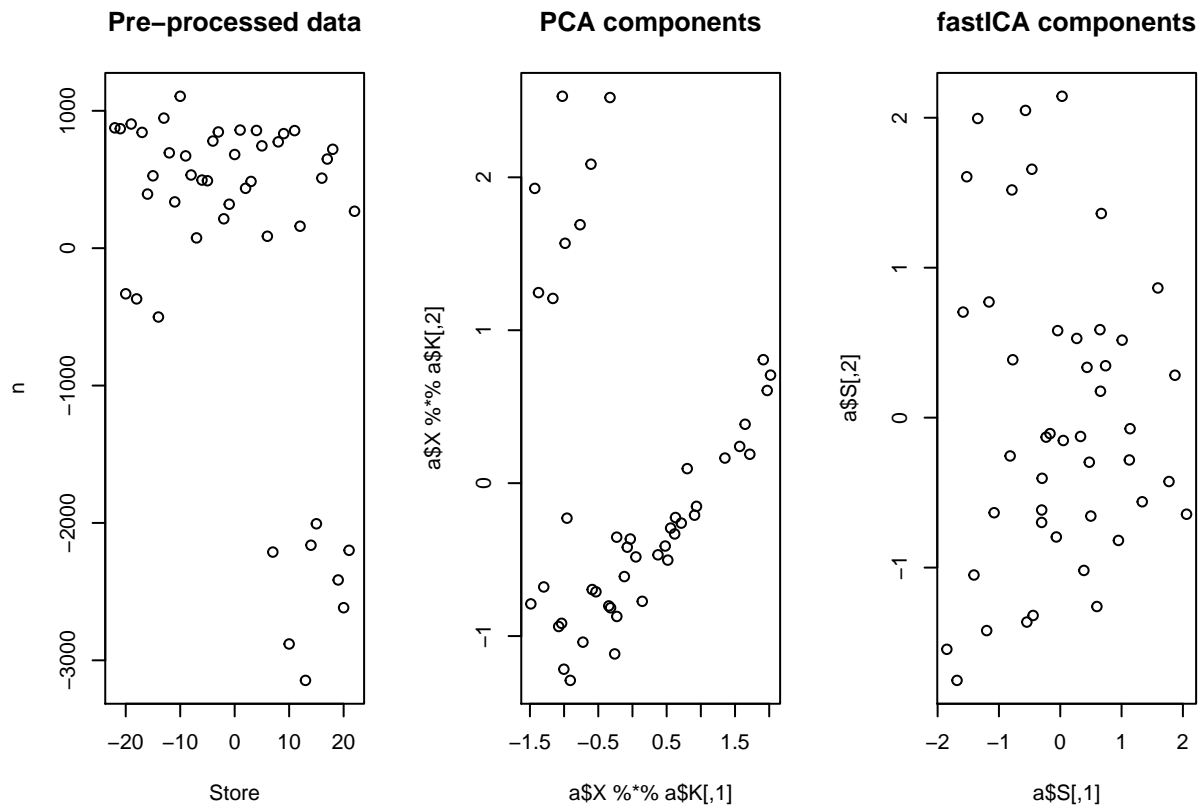 Pre−processed data
n
1000
0
−1000
−2000
−3000
−20 −10 0 10 20
Store
PCA components
a$X %*% a$K[,2]
2
1
0
−1
−1.5 −0.5 0.5 1.5
a$X %*% a$K[,1]
fastICA components
a$S[,2]
2
1
0
−1
−2 −1 0 1 2
a$S[,1]